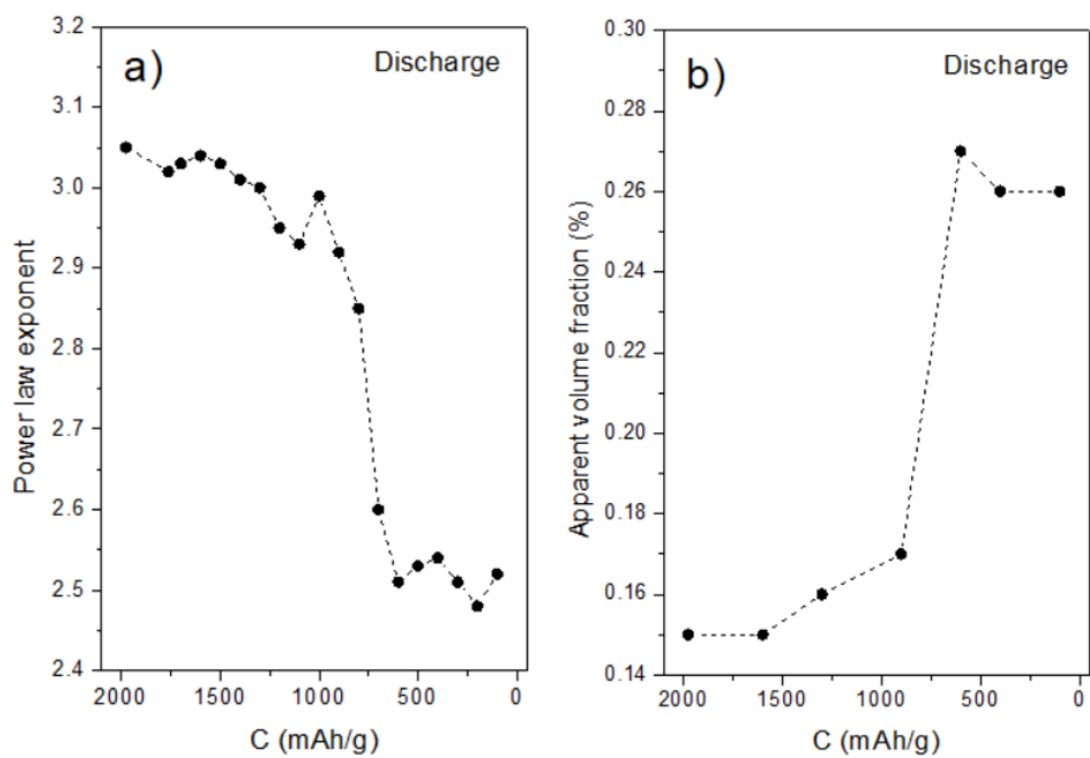 a)
Discharge
Power law exponent
3.2
3.1
3.0
2.9
2.8
2.7
2.6
2.5
2.4
2000 1500 1000 500 0
C (mAh/g)
b)
Discharge
Apparent volume fraction (%)
0.30
0.28
0.26
0.24
0.22
0.20
0.18
0.16
0.14
2000 1500 1000 500 0
C (mAh/g)